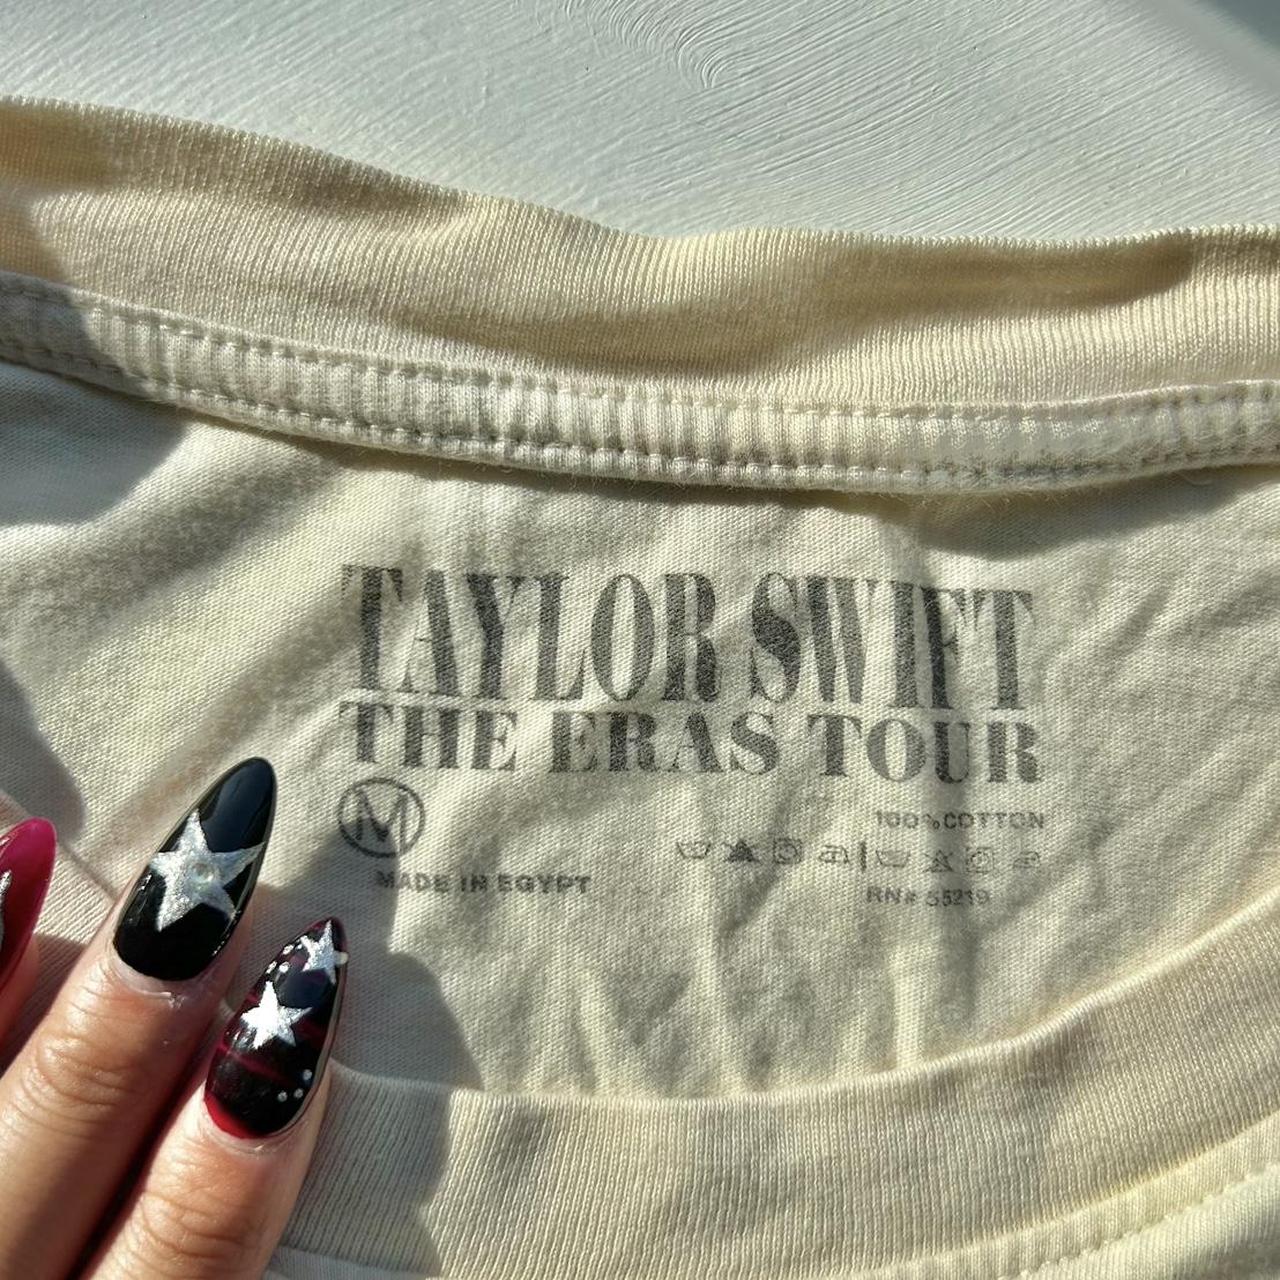 TAYLOR SWIFT
THE ERAS TOUR
M
100% COTTON
MADE IN EGYPT
RN# 55219